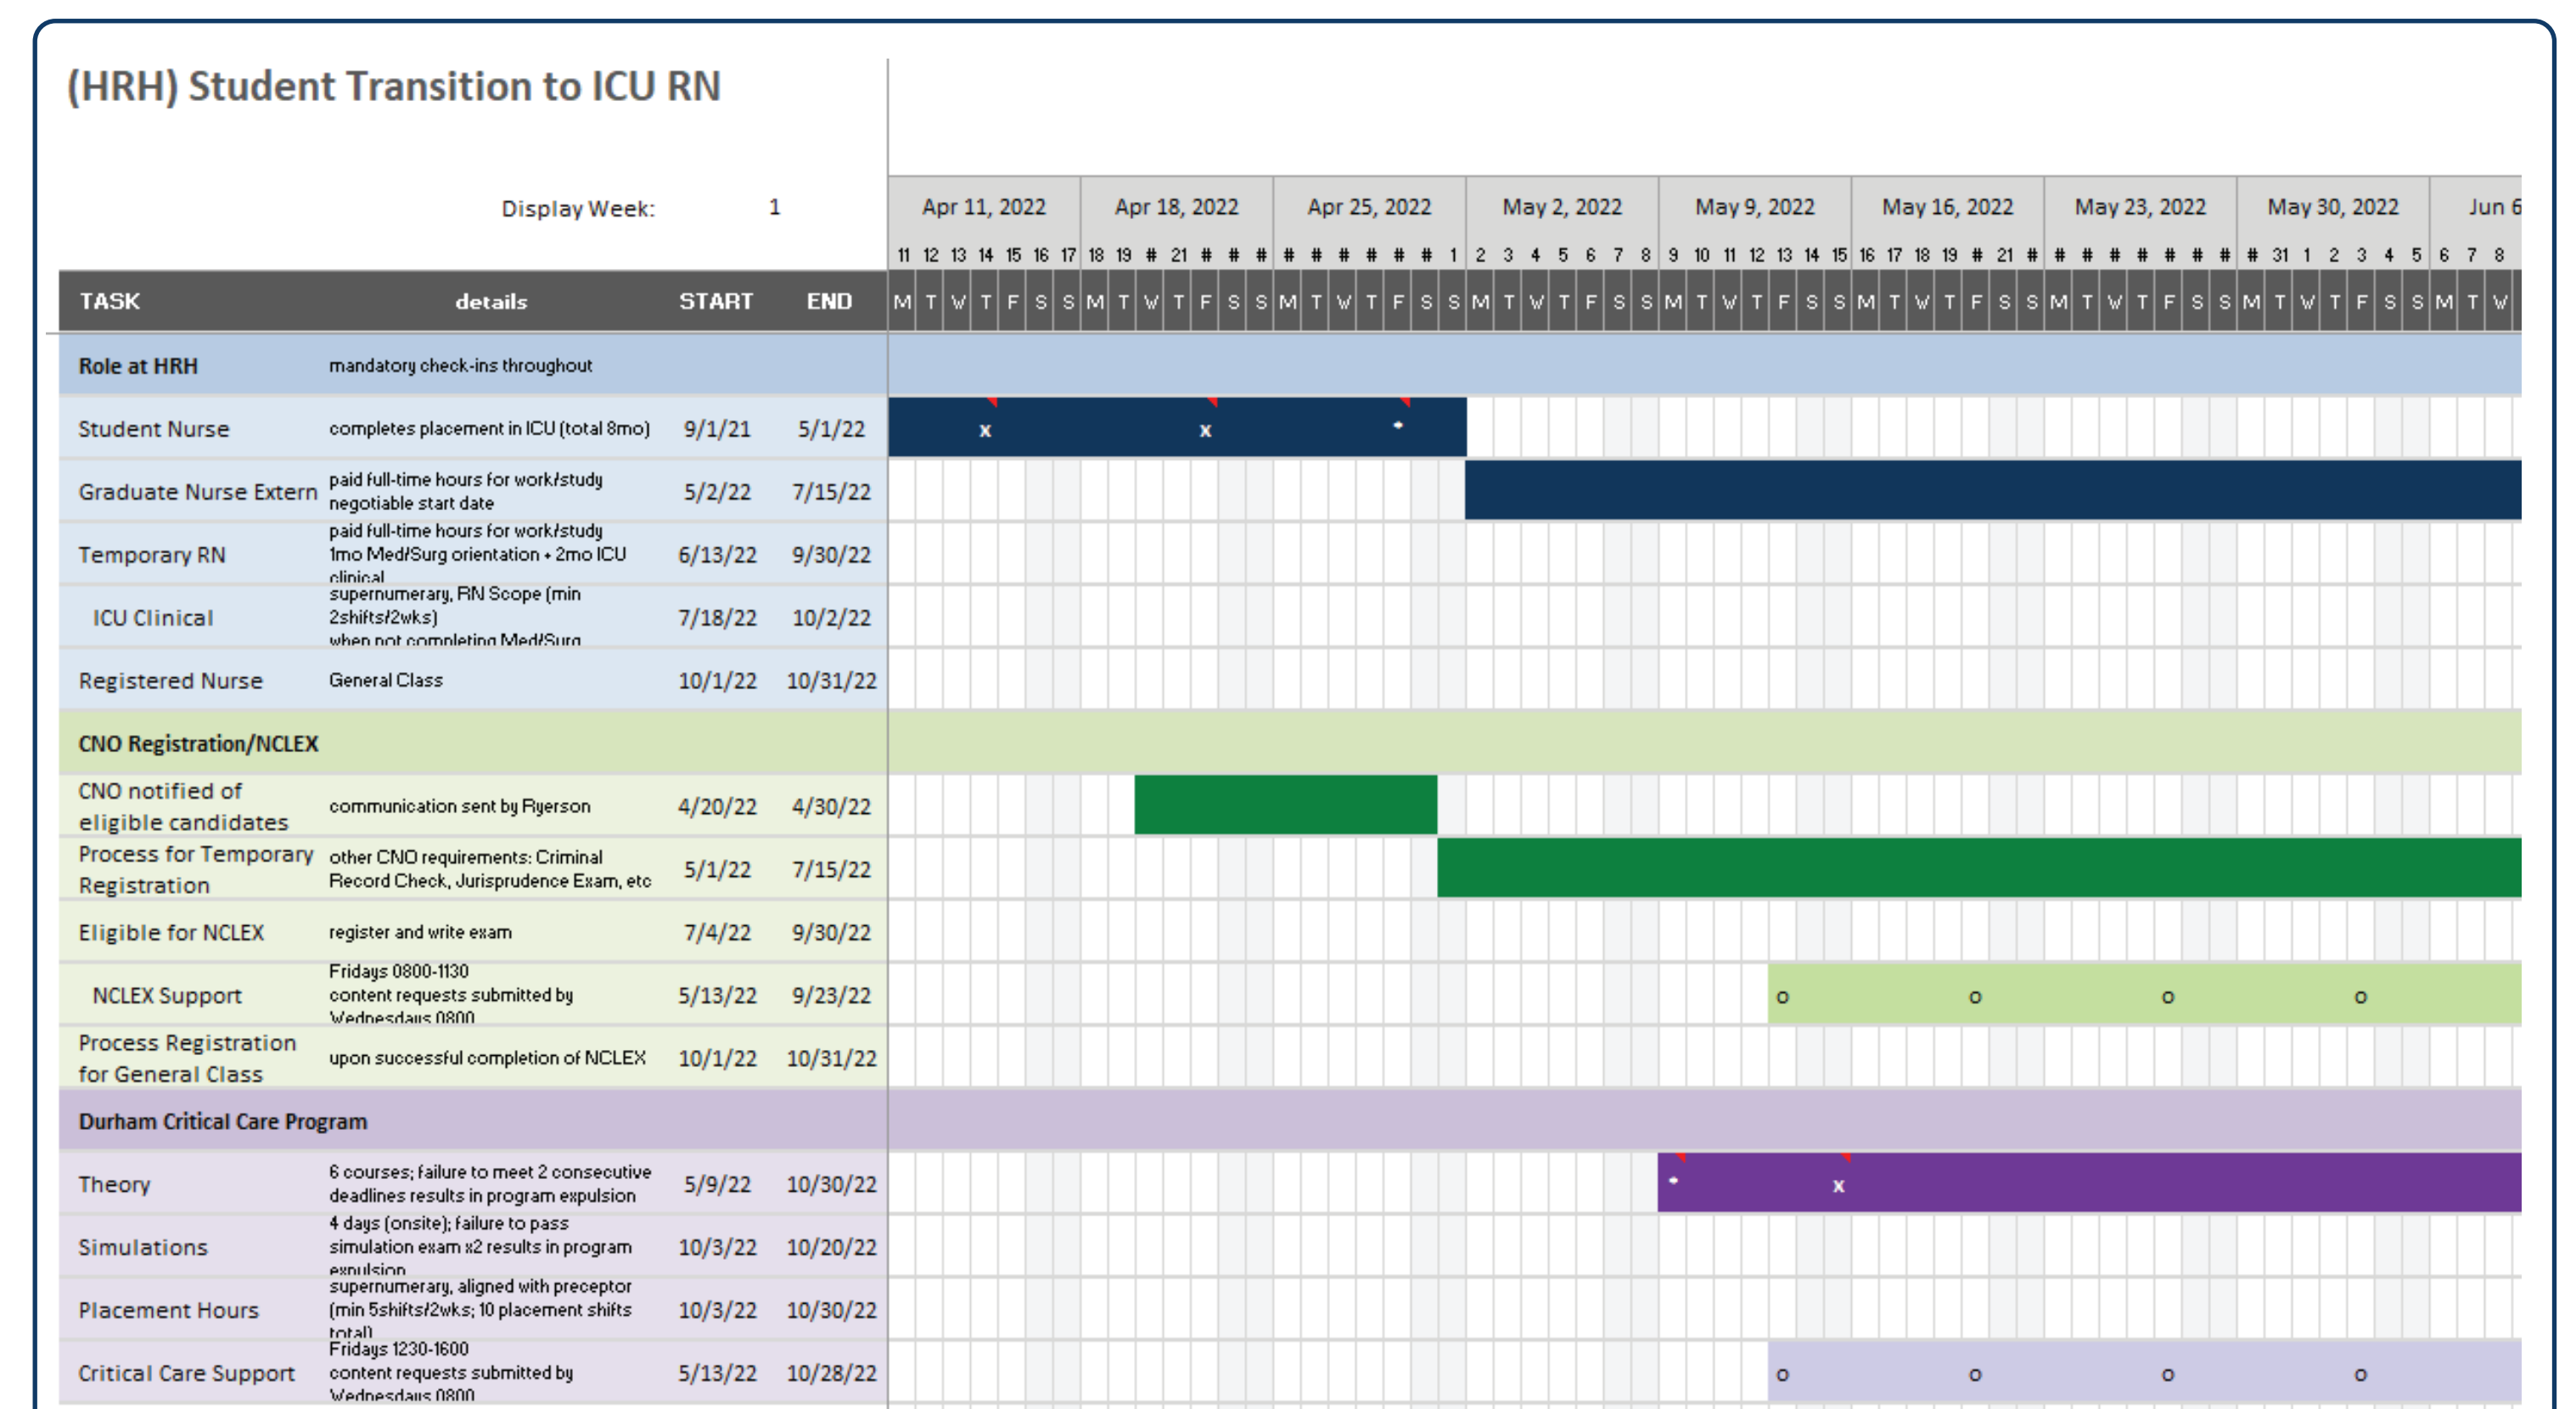 (HRH) Student Transition to ICU RN
Display Week: 1
Apr 11, 2022 Apr 18, 2022 Apr 25, 2022 May 2, 2022 May 9, 2022 May 16, 2022 May 23, 2022 May 30, 2022 Jun 6
11 12 13 14 15 16 17 18 19 # 21 # # # # # # # # # 1 2 3 4 5 6 7 8 9 10 11 12 13 14 15 16 17 18 19 # 21 # # # # # # # # # 31 1 2 3 4 5 6 7 8
TASK details START END M T W T F S S M T W T F S S M T W T F S S M T W T F S S M T W T F S S M T W T F S S M T W T F S S M T W T F S S M T W
Role at HRH mandatory check-ins throughout
Student Nurse completes placement in ICU (total 8mo) 9/1/21 5/1/22 x x *
Graduate Nurse Extern paid full-time hours for work/study
negotiable start date 5/2/22 7/15/22
Temporary RN paid full-time hours for work/study
1mo Med/Surg orientation + 2mo ICU
clinical 6/13/22 9/30/22
ICU Clinical supernumerary, RN Scope (min
2shifts/2wks)
when not completing Med/Surg 7/18/22 10/2/22
Registered Nurse General Class 10/1/22 10/31/22
CNO Registration/NCLEX
CNO notified of
eligible candidates communication sent by Ryerson 4/20/22 4/30/22
Process for Temporary
Registration other CNO requirements: Criminal
Record Check, Jurisprudence Exam, etc 5/1/22 7/15/22
Eligible for NCLEX register and write exam 7/4/22 9/30/22
NCLEX Support Fridays 0800-1130
content requests submitted by
Wednesdays 0800 5/13/22 9/23/22 o o o o
Process Registration
for General Class upon successful completion of NCLEX 10/1/22 10/31/22
Durham Critical Care Program
Theory 6 courses; failure to meet 2 consecutive
deadlines results in program expulsion 5/9/22 10/30/22 * x
Simulations 4 days (onsite); failure to pass
simulation exam x2 results in program
expulsion 10/3/22 10/20/22
Placement Hours supernumerary, aligned with preceptor
(min 5shifts/2wks; 10 placement shifts
total) 10/3/22 10/30/22
Critical Care Support Fridays 1230-1600
content requests submitted by
Wednesdays 0800 5/13/22 10/28/22 o o o o